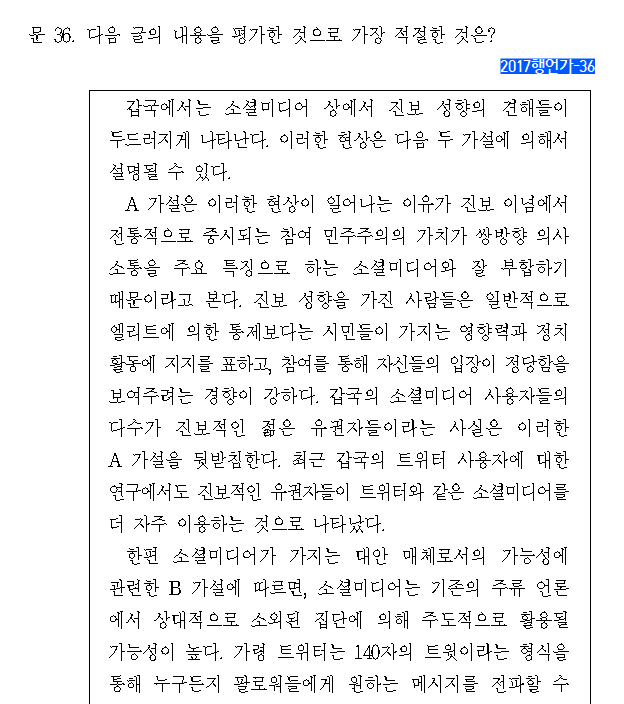 문 36. 다음 글의 내용을 평가한 것으로 가장 적절한 것은?
2017행언가-36
갑국에서는 소셜미디어 상에서 진보 성향의 견해들이
두드러지게 나타난다. 이러한 현상은 다음 두 가설에 의해서
설명될 수 있다.
A 가설은 이러한 현상이 일어나는 이유가 진보 이념에서
전통적으로 중시되는 참여 민주주의의 가치가 쌍방향 의사
소통을 주요 특징으로 하는 소셜미디어와 잘 부합하기
때문이라고 본다. 진보 성향을 가진 사람들은 일반적으로
엘리트에 의한 통제보다는 시민들이 가지는 영향력과 정치
활동에 지지를 표하고, 참여를 통해 자신들의 입장이 정당함을
보여주려는 경향이 강하다. 갑국의 소셜미디어 사용자들의
다수가 진보적인 젊은 유권자들이라는 사실은 이러한
A 가설을 뒷받침한다. 최근 갑국의 트위터 사용자에 대한
연구에서도 진보적인 유권자들이 트위터와 같은 소셜미디어를
더 자주 이용하는 것으로 나타났다.
한편 소셜미디어가 가지는 대안 매체로서의 가능성에
관련한 B 가설에 따르면, 소셜미디어는 기존의 주류 언론
에서 상대적으로 소외된 집단에 의해 주도적으로 활용될
가능성이 높다. 가령 트위터는 140자의 트윗이라는 형식을
통해 누구든지 팔로워들에게 원하는 메시지를 전파할 수